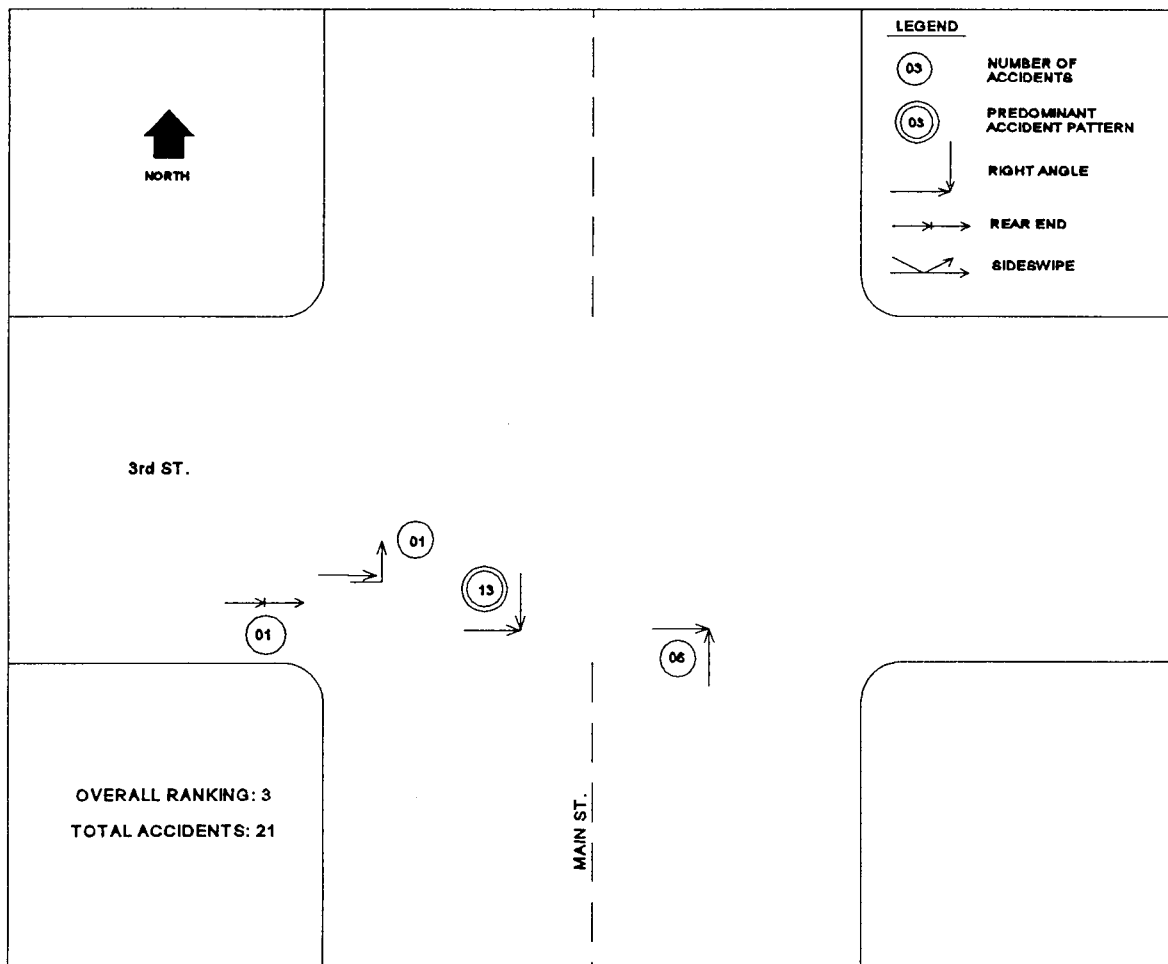 LEGEND
03
NUMBER OF
ACCIDENTS
03
PREDOMINANT
ACCIDENT PATTERN
RIGHT ANGLE
REAR END
SIDESWIPE
NORTH
3rd ST.
01
13
01
06
OVERALL RANKING: 3
TOTAL ACCIDENTS: 21
MAIN ST.